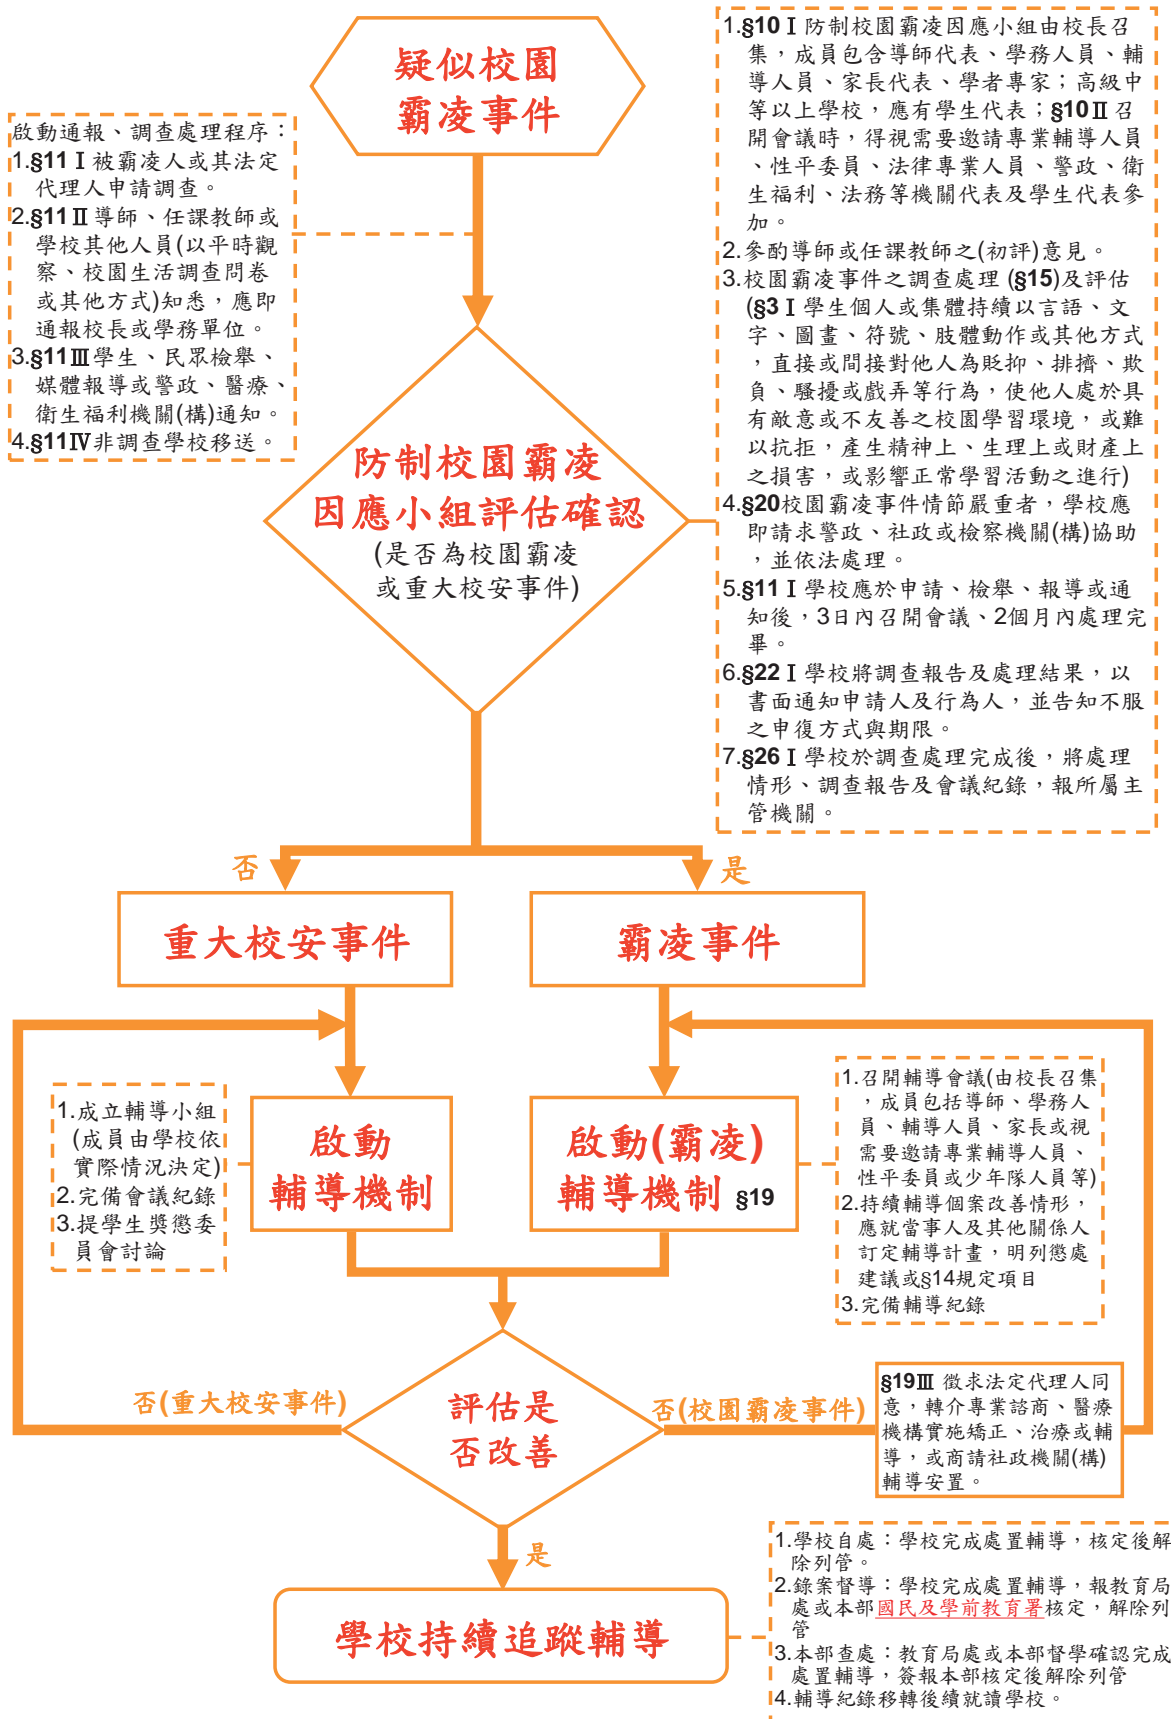 疑似校園
霸凌事件
啟動通報、調查處理程序：
1.§11 I 被霸凌人或其法定
代理人申請調查。
2.§11 II 導師、任課教師或
學校其他人員(以平時觀
察、校園生活調查問卷
或其他方式)知悉，應即
通報校長或學務單位。
3.§11 III 學生、民眾檢舉、
媒體報導或警政、醫療、
衛生福利機關(構)通知。
4.§11 IV 非調查學校移送。
1.§10 I 防制校園霸凌因應小組由校長召
集，成員包含導師代表、學務人員、輔
導人員、家長代表、學者專家；高級中
等以上學校，應有學生代表；§10 II 召
開會議時，得視需要邀請專業輔導人員
、性平委員、法律專業人員、警政、衛
生福利、法務等機關代表及學生代表參
加。
2.參酌導師或任課教師之(初評)意見。
3.校園霸凌事件之調查處理 (§15)及評估
(§3 I 學生個人或集體持續以言語、文
字、圖畫、符號、肢體動作或其他方式
，直接或間接對他人為貶抑、排擠、欺
負、騷擾或戲弄等行為，使他人處於具
有敵意或不友善之校園學習環境，或難
以抗拒，產生精神上、生理上或財產上
之損害，或影響正常學習活動之進行)
4.§20校園霸凌事件情節嚴重者，學校應
即請求警政、社政或檢察機關(構)協助
，並依法處理。
5.§11 I 學校應於申請、檢舉、報導或通
知後，3日內召開會議、2個月內處理完
畢。
6.§22 I 學校將調查報告及處理結果，以
書面通知申請人及行為人，並告知不服
之申復方式與期限。
7.§26 I 學校於調查處理完成後，將處理
情形、調查報告及會議紀錄，報所屬主
管機關。
防制校園霸凌
因應小組評估確認
(是否為校園霸凌
或重大校安事件)
否
是
重大校安事件
霸凌事件
1.成立輔導小組
(成員由學校依
實際情況決定)
2.完備會議紀錄
3.提學生獎懲委
員會討論
啟動
輔導機制
啟動(霸凌)
輔導機制 §19
1.召開輔導會議(由校長召集
，成員包括導師、學務人
員、輔導人員、家長或視
需要邀請專業輔導人員、
性平委員或少年隊人員等)
2.持續輔導個案改善情形，
應就當事人及其他關係人
訂定輔導計畫，明列懲處
建議或§14規定項目
3.完備輔導紀錄
否(重大校安事件)
評估是
否改善
否(校園霸凌事件)
§19 III 徵求法定代理人同
意，轉介專業諮商、醫療
機構實施矯正、治療或輔
導，或商請社政機關(構)
輔導安置。
是
學校持續追蹤輔導
1.學校自處：學校完成處置輔導，核定後解
除列管。
2.錄案督導：學校完成處置輔導，報教育局
處或本部國民及學前教育署核定，解除列
管
3.本部查處：教育局處或本部督學確認完成
處置輔導，簽報本部核定後解除列管
4.輔導紀錄移轉後續就讀學校。